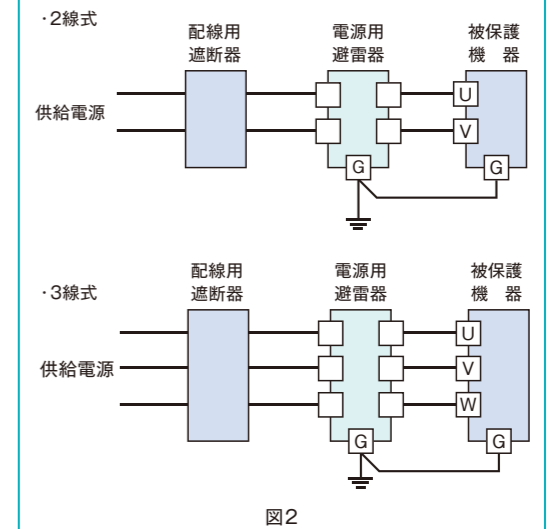 ・2線式
配線用
遮断器
電源用
避雷器
被保護
機　器
供給電源
U
V
G
G
・3線式
配線用
遮断器
電源用
避雷器
被保護
機　器
供給電源
U
V
W
G
G
図2